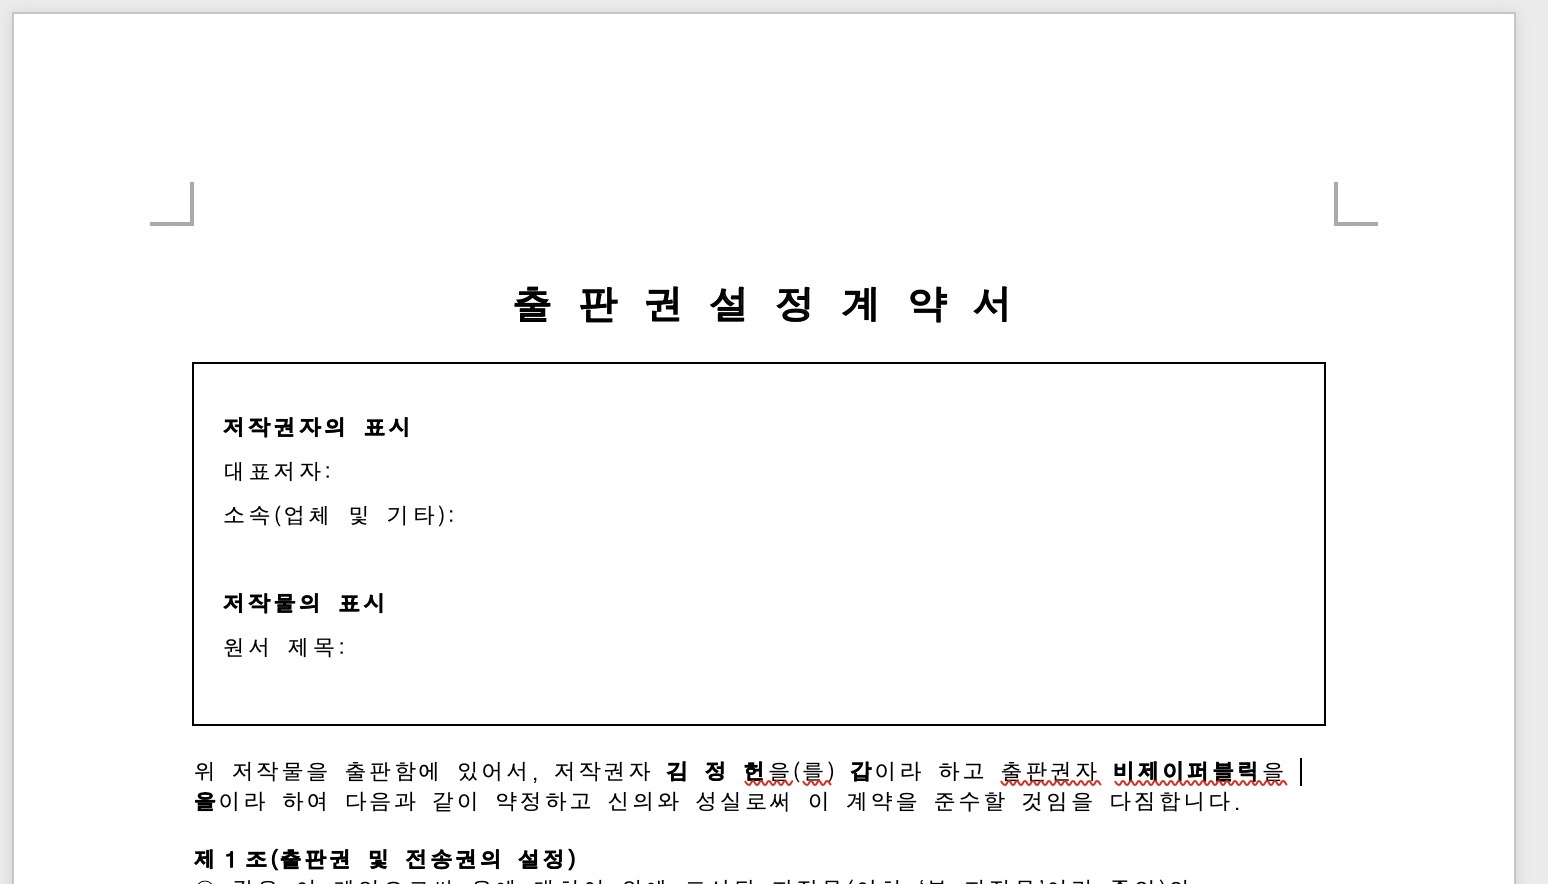 출 판 권 설 정 계 약 서
저작권자의 표시
대표저자:
소속(업체 및 기타):
저작물의 표시
원서 제목:
위 저작물을 출판함에 있어서, 저작권자 김 정 헌을(를) 갑이라 하고 출판권자 비제이퍼블릭을
을이라 하여 다음과 같이 약정하고 신의와 성실로써 이 계약을 준수할 것임을 다짐합니다.
제 1 조(출판권 및 전송권의 설정)